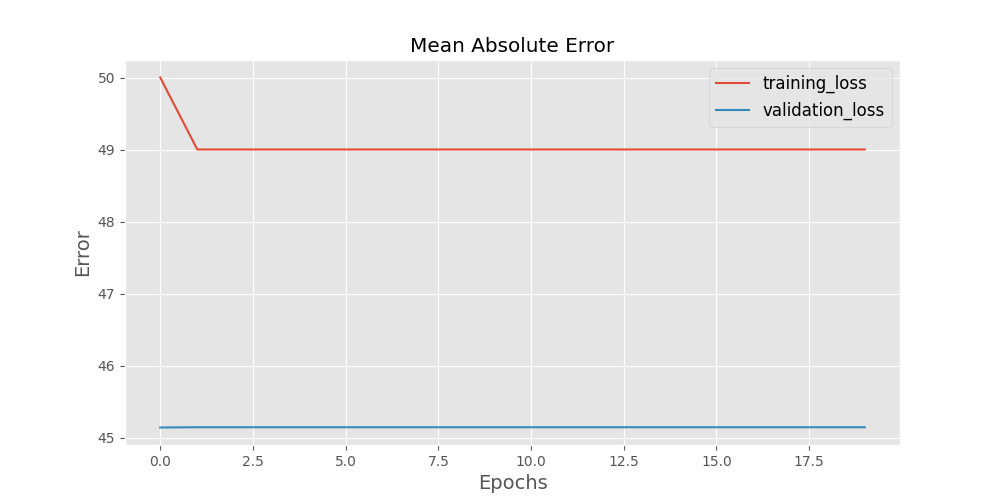 Mean Absolute Error
training_loss
validation_loss
50
49
48
47
46
45
Error
0.0 2.5 5.0 7.5 10.0 12.5 15.0 17.5
Epochs